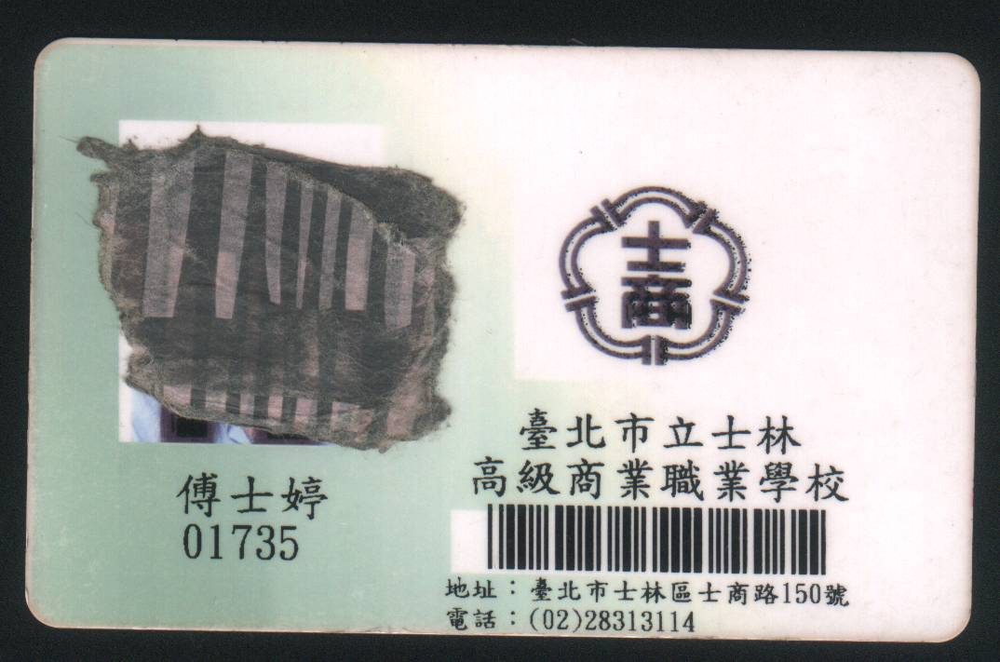 士商
臺北市立士林
高級商業職業學校
傅士婷
01735
地址：臺北市士林區士商路150號
電話：(02)28313114